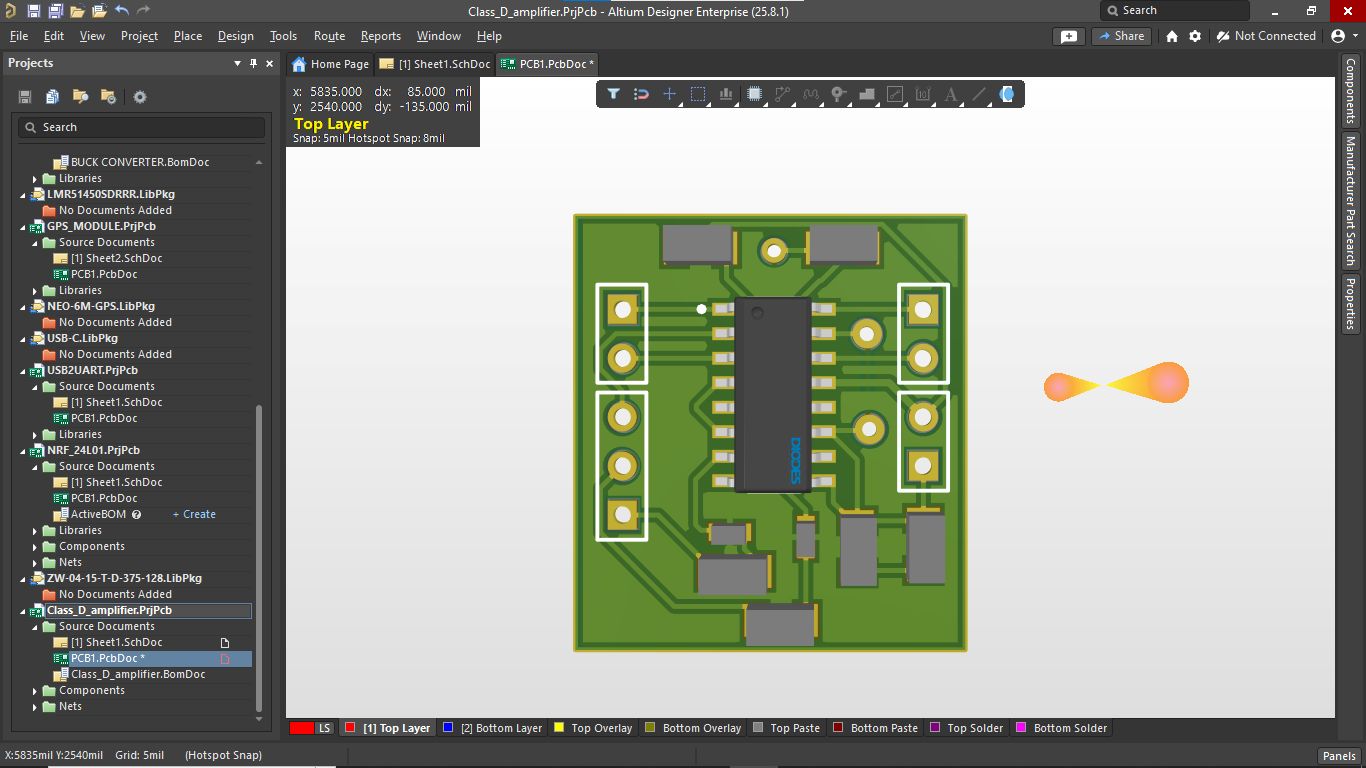 Class_D_amplifier.PrjPcb - Altium Designer Enterprise (25.8.1)
Search
File Edit View Project Place Design Tools Route Reports Window Help
Share
Not Connected
Projects
Home Page
[1] Sheet1.SchDoc
PCB1.PcbDoc *
x: 5835.000 dx: 85.000 mil
y: 2540.000 dy: -135.000 mil
Top Layer
Snap: 5mil Hotspot Snap: 8mil
Search
BUCK CONVERTER.BomDoc
Libraries
LMR51450SDRRR.LibPkg
No Documents Added
GPS_MODULE.PrjPcb
Source Documents
[1] Sheet2.SchDoc
PCB1.PcbDoc
Libraries
NEO-6M-GPS.LibPkg
No Documents Added
USB-C.LibPkg
No Documents Added
USB2UART.PrjPcb
Source Documents
[1] Sheet1.SchDoc
PCB1.PcbDoc
Libraries
NRF_24L01.PrjPcb
Source Documents
[1] Sheet1.SchDoc
PCB1.PcbDoc
ActiveBOM ? + Create
Libraries
Components
Nets
ZW-04-15-T-D-375-128.LibPkg
No Documents Added
Class_D_amplifier.PrjPcb
Source Documents
[1] Sheet1.SchDoc
PCB1.PcbDoc *
Class_D_amplifier.BomDoc
Components
Nets
DIODES
Components
Manufacturer Part Search
Properties
LS [1] Top Layer [2] Bottom Layer Top Overlay Bottom Overlay Top Paste Bottom Paste Top Solder Bottom Solder
X:5835mil Y:2540mil Grid: 5mil (Hotspot Snap)
Panels